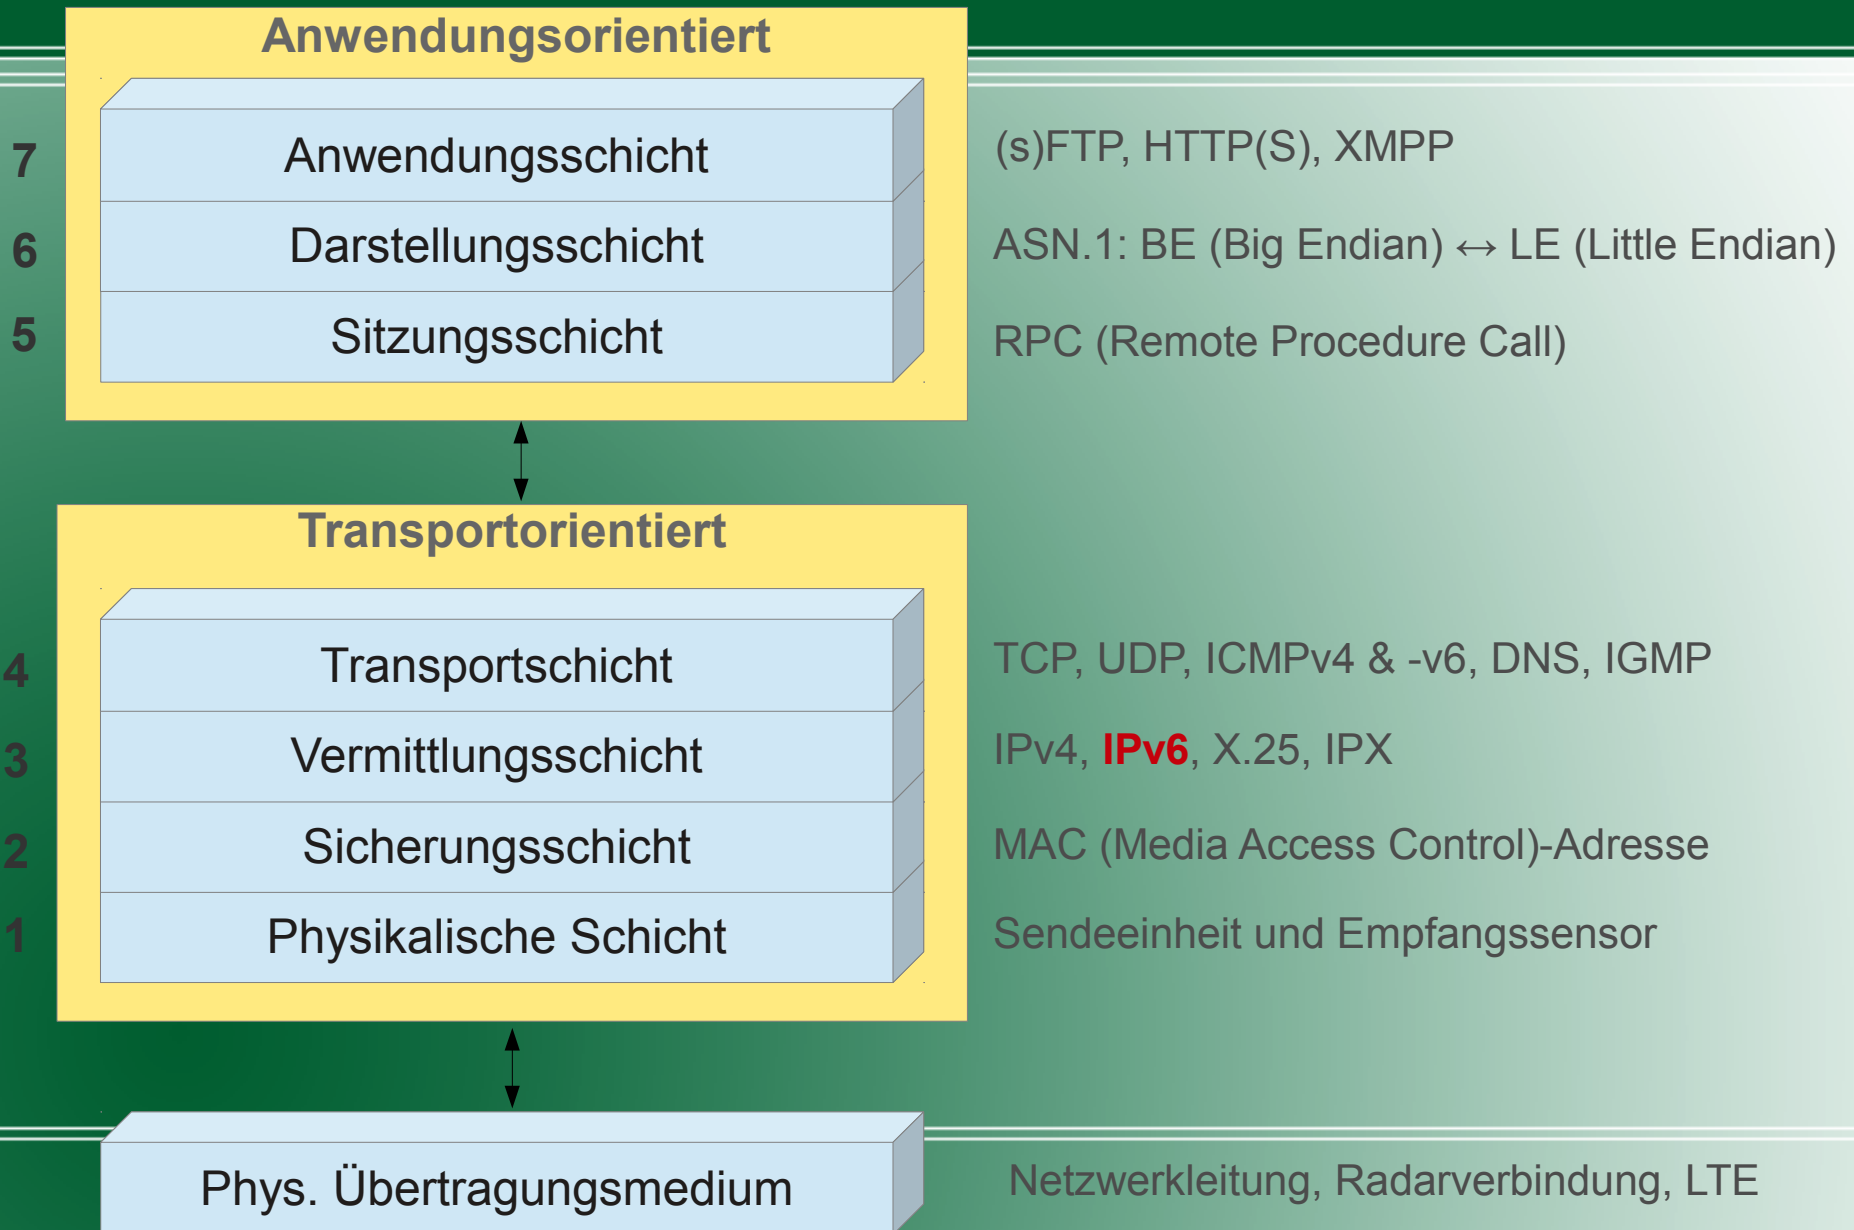 Anwendungsorientiert
7 Anwendungsschicht (s)FTP, HTTP(S), XMPP
6 Darstellungsschicht ASN.1: BE (Big Endian) ↔ LE (Little Endian)
5 Sitzungsschicht RPC (Remote Procedure Call)
Transportorientiert
4 Transportschicht TCP, UDP, ICMPv4 & -v6, DNS, IGMP
3 Vermittlungsschicht IPv4, IPv6, X.25, IPX
2 Sicherungsschicht MAC (Media Access Control)-Adresse
1 Physikalische Schicht Sendeeinheit und Empfangssensor
Phys. Übertragungsmedium Netzwerkleitung, Radarverbindung, LTE